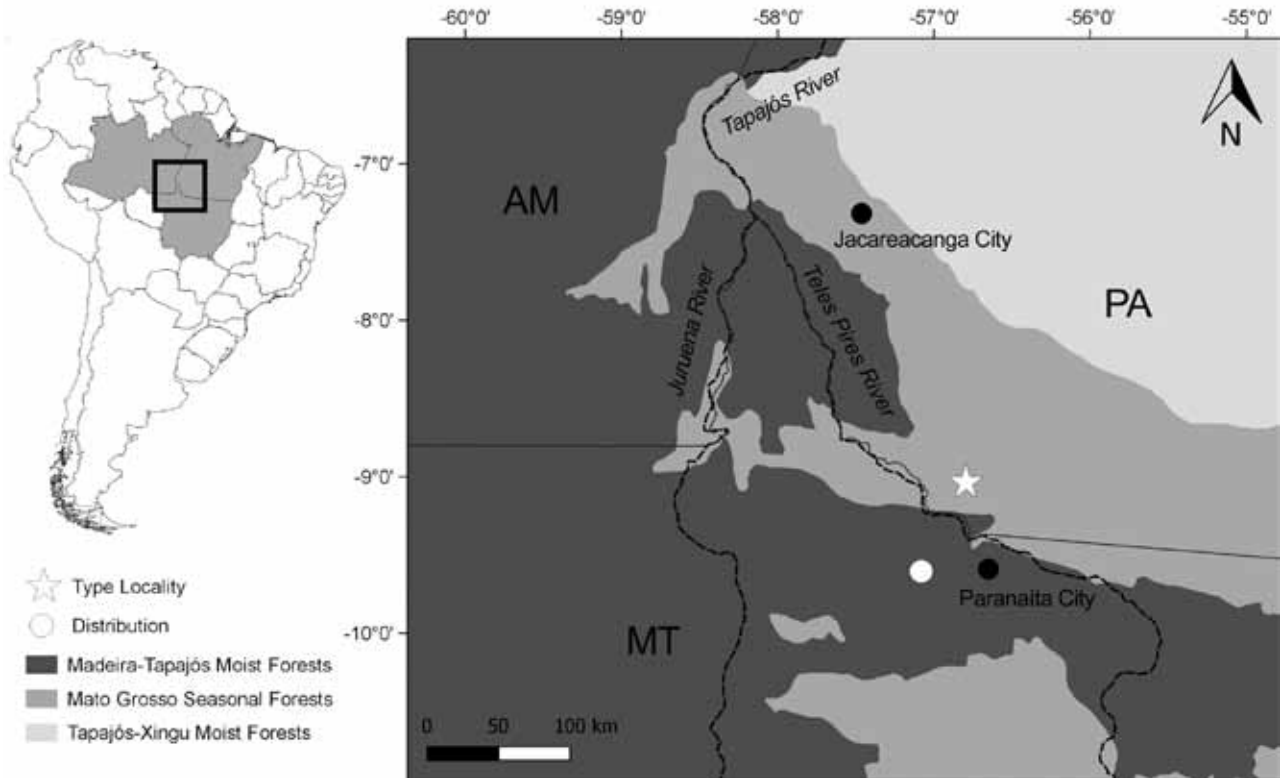 -60°0'
-59°0'
-58°0'
-57°0'
-56°0'
-55°0'
-7°0'
-8°0'
-9°0'
-10°0'
Tapajós River
N
AM
Jacareacanga City
PA
Juruena River
Teles Pires River
Paranaita City
MT
0 50 100 km
Type Locality
Distribution
Madeira-Tapajós Moist Forests
Mato Grosso Seasonal Forests
Tapajós-Xingu Moist Forests